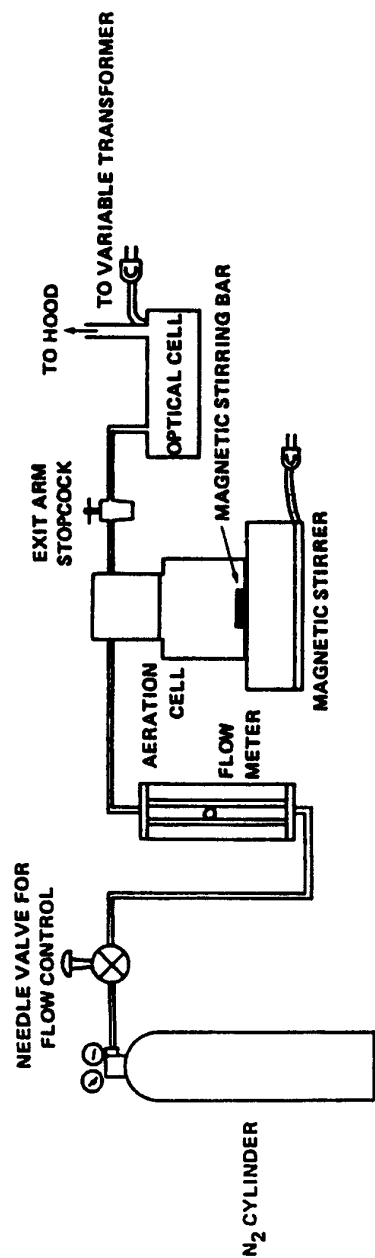 N₂ CYLINDER
NEEDLE VALVE FOR
FLOW CONTROL
FLOW
METER
AERATION
CELL
EXIT ARM
STOPCOCK
MAGNETIC STIRRER
MAGNETIC STIRRING BAR
OPTICAL CELL
TO HOOD
TO VARIABLE TRANSFORMER